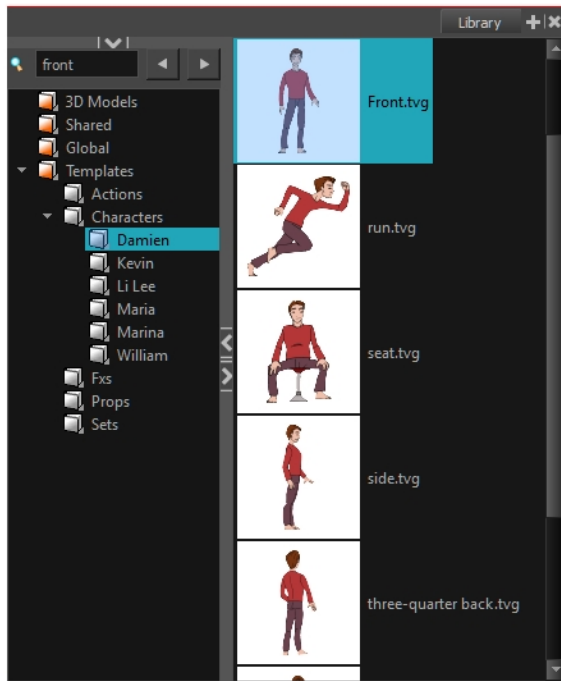 Library
front
3D Models
Shared
Global
Templates
Actions
Characters
Damien
Kevin
Li Lee
Maria
Marina
William
Fxs
Props
Sets
Front.tvg
run.tvg
seat.tvg
side.tvg
three-quarter back.tvg